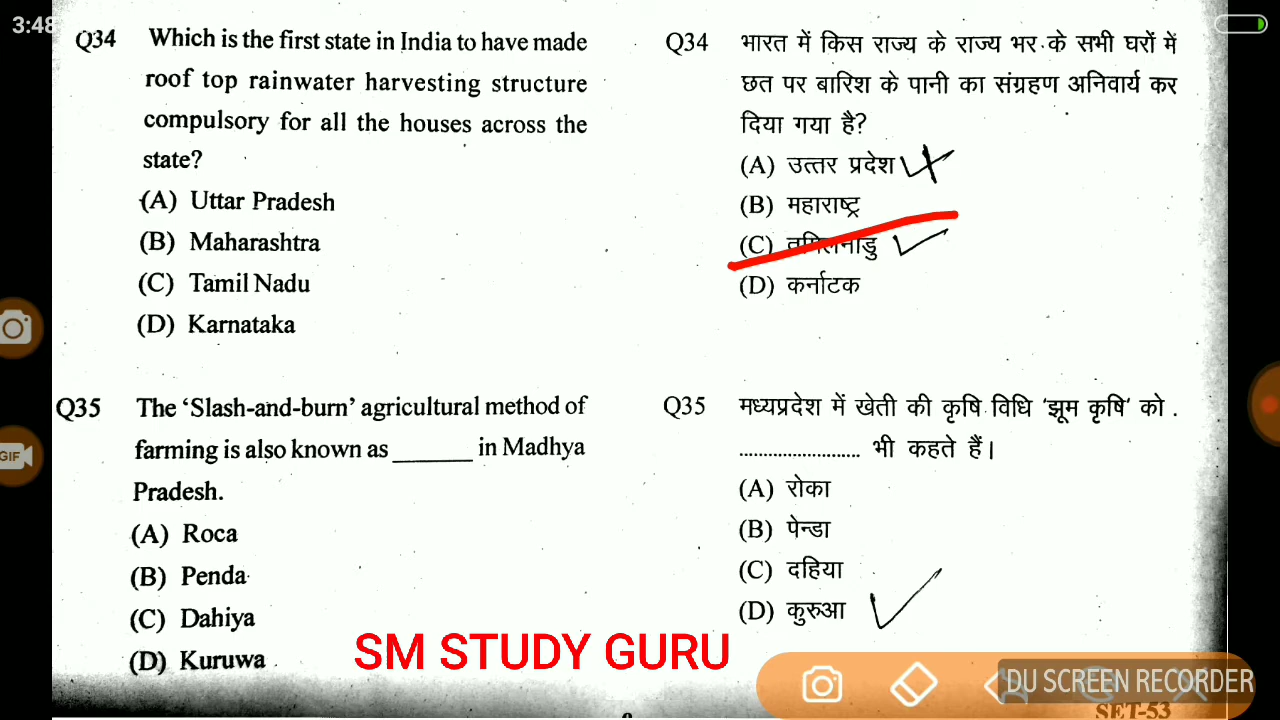 3:48
Q34 Which is the first state in India to have made
roof top rainwater harvesting structure
compulsory for all the houses across the
state?
(A) Uttar Pradesh
(B) Maharashtra
(C) Tamil Nadu
(D) Karnataka
Q35 The ‘Slash-and-burn’ agricultural method of
farming is also known as _______ in Madhya
Pradesh.
(A) Roca
(B) Penda
(C) Dahiya
(D) Kuruwa
Q34 भारत में किस राज्य के राज्य भर के सभी घरों में
छत पर बारिश के पानी का संग्रहण अनिवार्य कर
दिया गया है?
(A) उत्तर प्रदेश
(B) महाराष्ट्र
(C) तमिलनाडु
(D) कर्नाटक
Q35 मध्यप्रदेश में खेती की कृषि विधि ‘झूम कृषि’ को
......................... भी कहते हैं।
(A) रोका
(B) पेन्डा
(C) दहिया
(D) कुरुआ
SM STUDY GURU
GIF
DU SCREEN RECORDER
SET-53